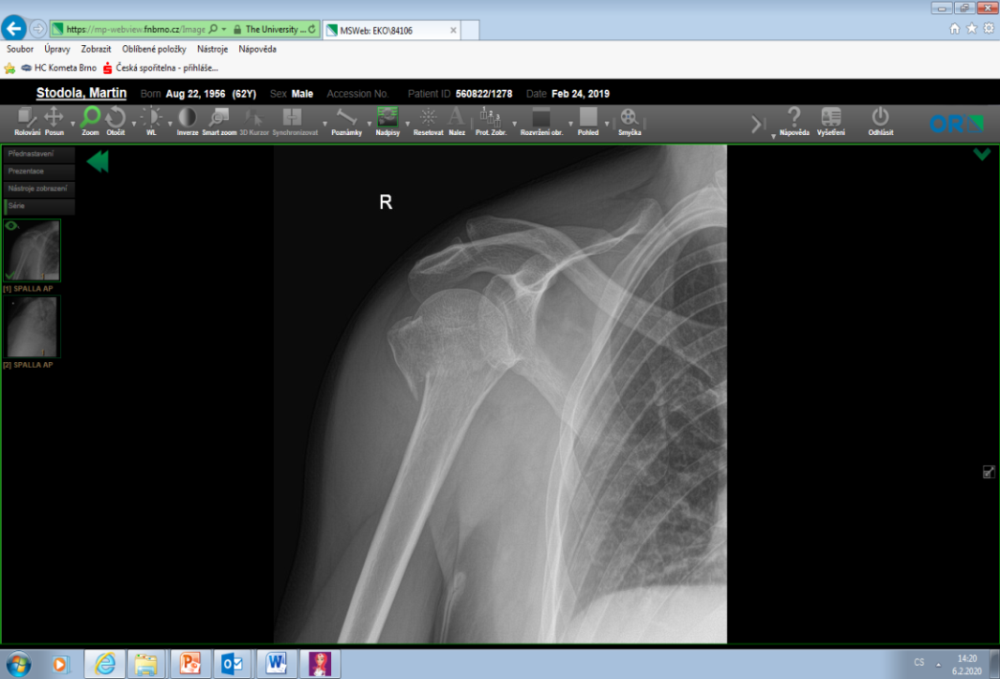 https://mp-webview.fnbrno.cz/Image
The University ...
MSWeb: EKO\84106
Soubor Úpravy Zobrazit Oblíbené položky Nástroje Nápověda
HC Kometa Brno Česká spořitelna - přihláše...
Stodola, Martin Born Aug 22, 1956 (62Y) Sex Male Accession No. Patient ID 560822/1278 Date Feb 24, 2019
Rolování Posun Zoom Otočit WL Inverze Smart zoom 3D Kurzor Synchronizovat Poznámky Nadpisy Resetovat Nalez Prot. Zobr. Rozvržení obr. Pohled Smyčka Nápověda Vyšetření Odhlásit
Přednastavení
Prezentace
Nástroje zobrazení
Série
R
[1] SPALLA AP
[2] SPALLA AP
CS
14:20
6.2.2020